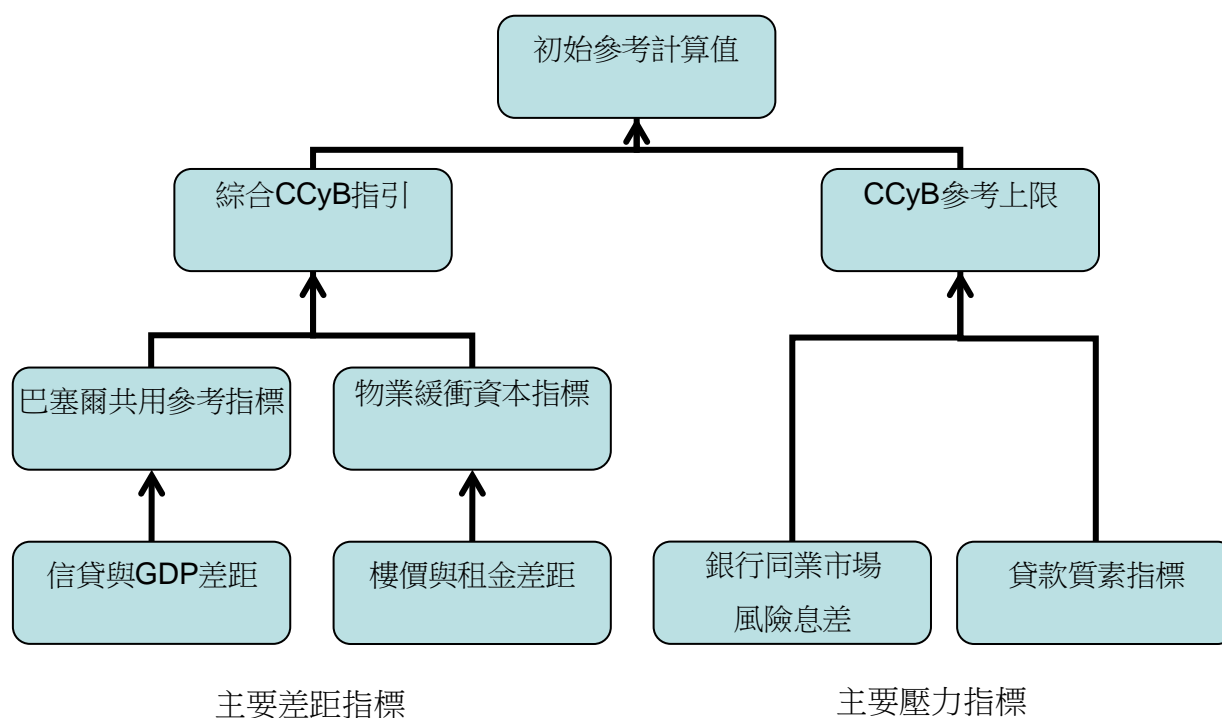 初始參考計算值
綜合CCyB指引
CCyB參考上限
巴塞爾共用參考指標
物業緩衝資本指標
信貸與GDP差距
樓價與租金差距
銀行同業市場
風險息差
貸款質素指標
主要差距指標
主要壓力指標